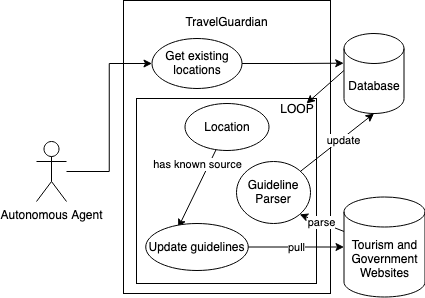 TravelGuardian
Get existing
locations
Database
LOOP
Location
update
has known source
Guideline
Parser
Autonomous Agent
parse
Update guidelines
pull
Tourism and
Government
Websites